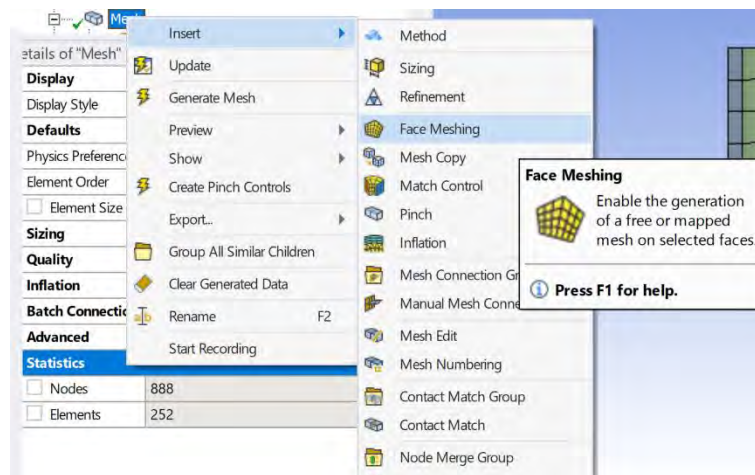 Me
etails of "Mesh"
Display
Display Style
Defaults
Physics Preferenc
Element Order
Element Size
Sizing
Quality
Inflation
Batch Connectio
Advanced
Statistics
Nodes 888
Elements 252
Insert
Update
Generate Mesh
Preview
Show
Create Pinch Controls
Export...
Group All Similar Children
Clear Generated Data
Rename F2
Start Recording
Method
Sizing
Refinement
Face Meshing
Mesh Copy
Match Control
Pinch
Inflation
Mesh Connection Gr
Manual Mesh Conne
Mesh Edit
Mesh Numbering
Contact Match Group
Contact Match
Node Merge Group
Face Meshing
Enable the generation
of a free or mapped
mesh on selected faces
Press F1 for help.